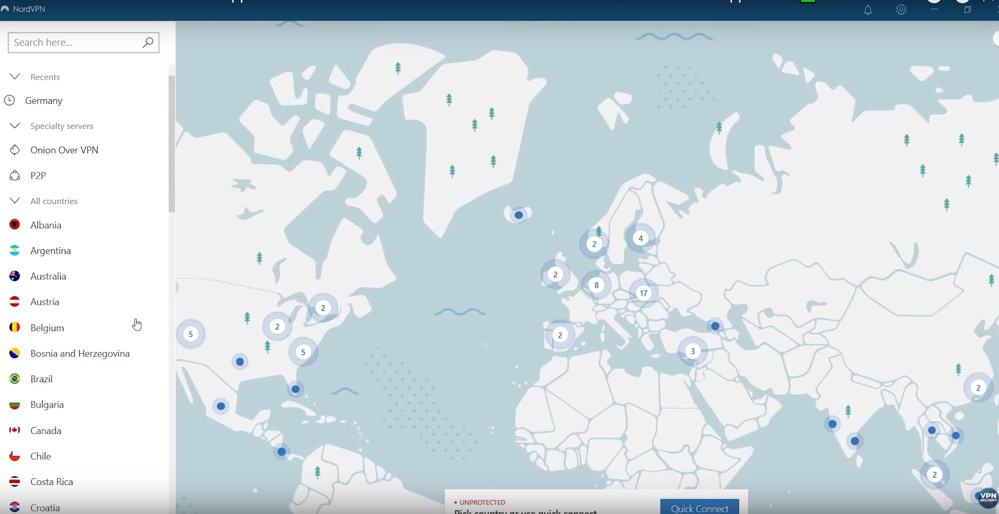 NordVPN
Search here...
Recents
Germany
Specialty servers
Onion Over VPN
P2P
All countries
Albania
Argentina
Australia
Austria
Belgium
Bosnia and Herzegovina
Brazil
Bulgaria
Canada
Chile
Costa Rica
Croatia
2
4
2
8
17
2
5
2
2
5
3
2
2
UNPROTECTED
Pick country or use quick connect
Quick Connect
VPN
ЭКСПЕРТ